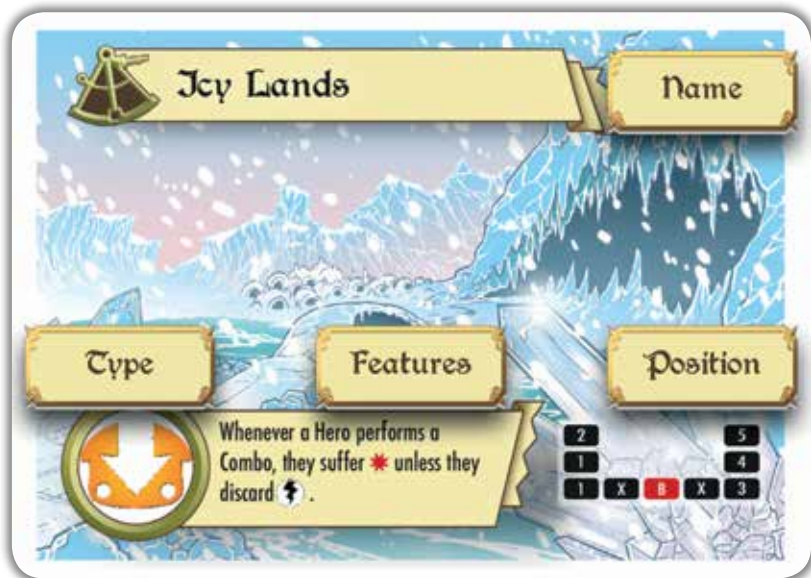 Icy Lands
Name
Type
Features
Position
Whenever a Hero performs a
Combo, they suffer unless they
discard .
2 5
1 4
1 X B X 3